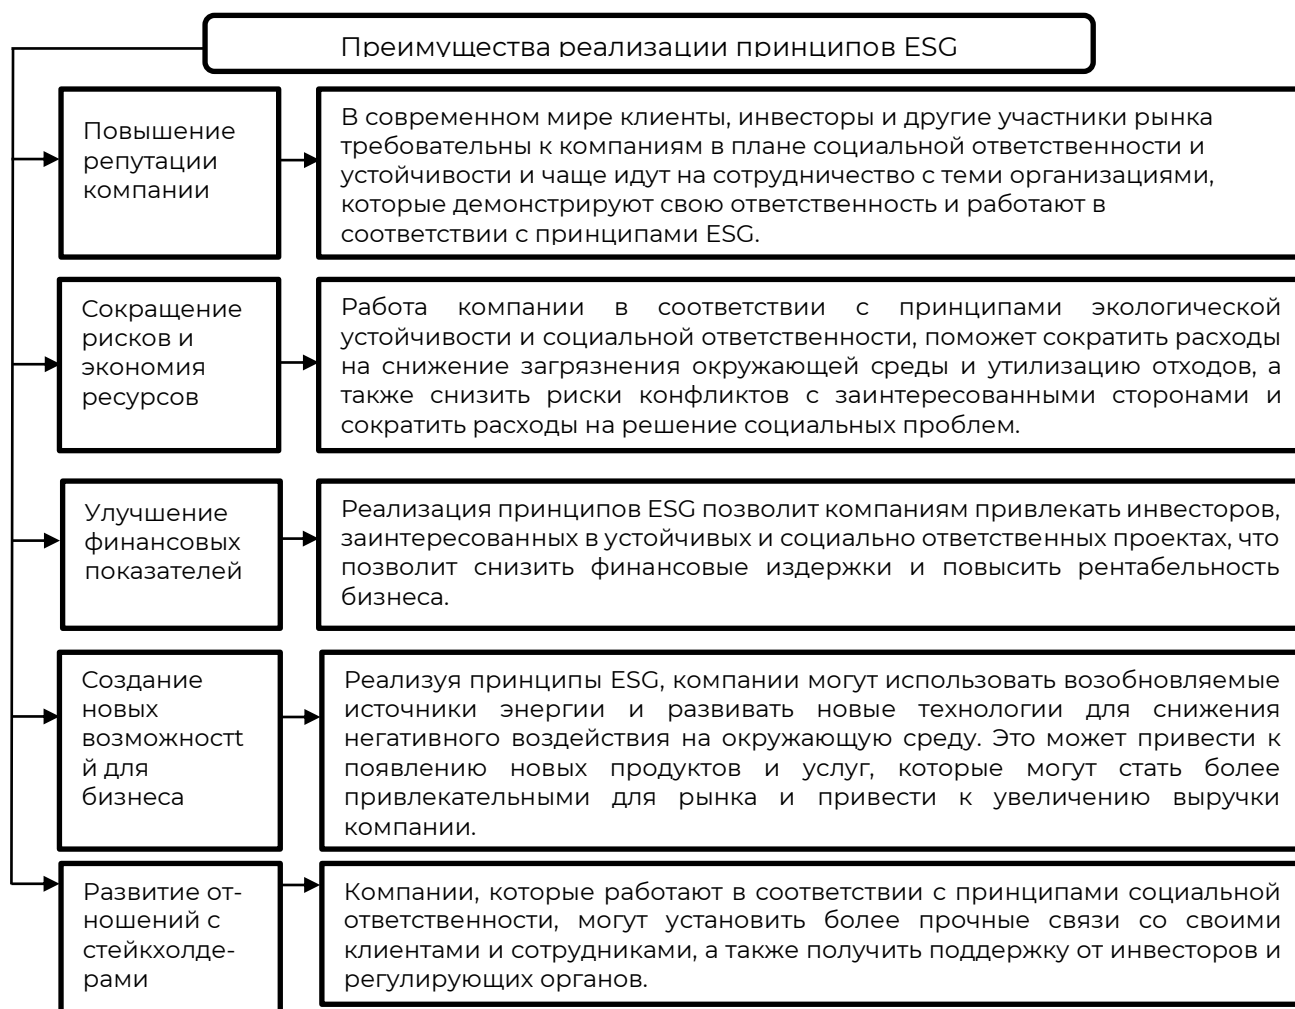 Преимущества реализации принципов ESG
Повышение
репутации
компании
В современном мире клиенты, инвесторы и другие участники рынка
требовательны к компаниям в плане социальной ответственности и
устойчивости и чаще идут на сотрудничество с теми организациями,
которые демонстрируют свою ответственность и работают в
соответствии с принципами ESG.
Сокращение
рисков и
экономия
ресурсов
Работа компании в соответствии с принципами экологической
устойчивости и социальной ответственности, поможет сократить расходы
на снижение загрязнения окружающей среды и утилизацию отходов, а
также снизить риски конфликтов с заинтересованными сторонами и
сократить расходы на решение социальных проблем.
Улучшение
финансовых
показателей
Реализация принципов ESG позволит компаниям привлекать инвесторов,
заинтересованных в устойчивых и социально ответственных проектах, что
позволит снизить финансовые издержки и повысить рентабельность
бизнеса.
Создание
новых
возможностt
й для
бизнеса
Реализуя принципы ESG, компании могут использовать возобновляемые
источники энергии и развивать новые технологии для снижения
негативного воздействия на окружающую среду. Это может привести к
появлению новых продуктов и услуг, которые могут стать более
привлекательными для рынка и привести к увеличению выручки
компании.
Развитие от-
ношений с
стейкхолде-
рами
Компании, которые работают в соответствии с принципами социальной
ответственности, могут установить более прочные связи со своими
клиентами и сотрудниками, а также получить поддержку от инвесторов и
регулирующих органов.